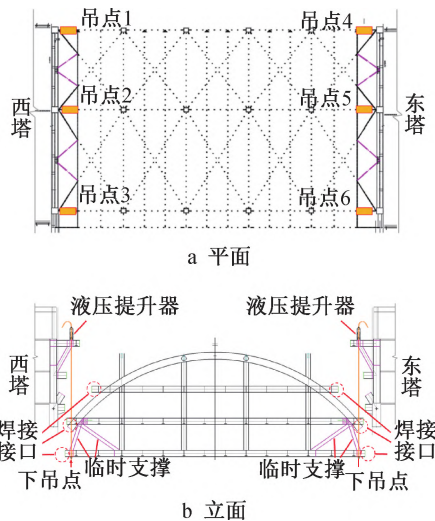 吊点1
吊点4
吊点2
吊点5
西塔
东塔
吊点3
吊点6
a 平面
液压提升器
液压提升器
西塔
东塔
焊接接口
焊接接口
下吊点
临时支撑
临时支撑
下吊点
b 立面